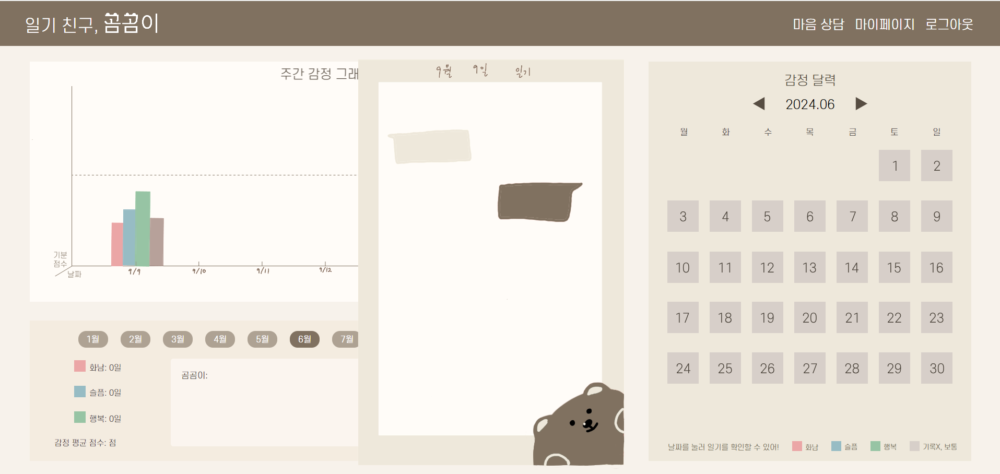 일기 친구, 곰곰이
마음 상담 마이페이지 로그아웃
주간 감정 그래
기분
점수
날짜
9/9
9/10
9/11
9/12
1월 2월 3월 4월 5월 6월 7월
화남: 0일
슬픔: 0일
행복: 0일
감정 평균 점수: 점
곰곰이:
9월 9일 일기
감정 달력
◀ 2024.06 ▶
월 화 수 목 금 토 일
1 2
3 4 5 6 7 8 9
10 11 12 13 14 15 16
17 18 19 20 21 22 23
24 25 26 27 28 29 30
날짜를 눌러 일기를 확인할 수 있어! 화남 슬픔 행복 기록X, 보통